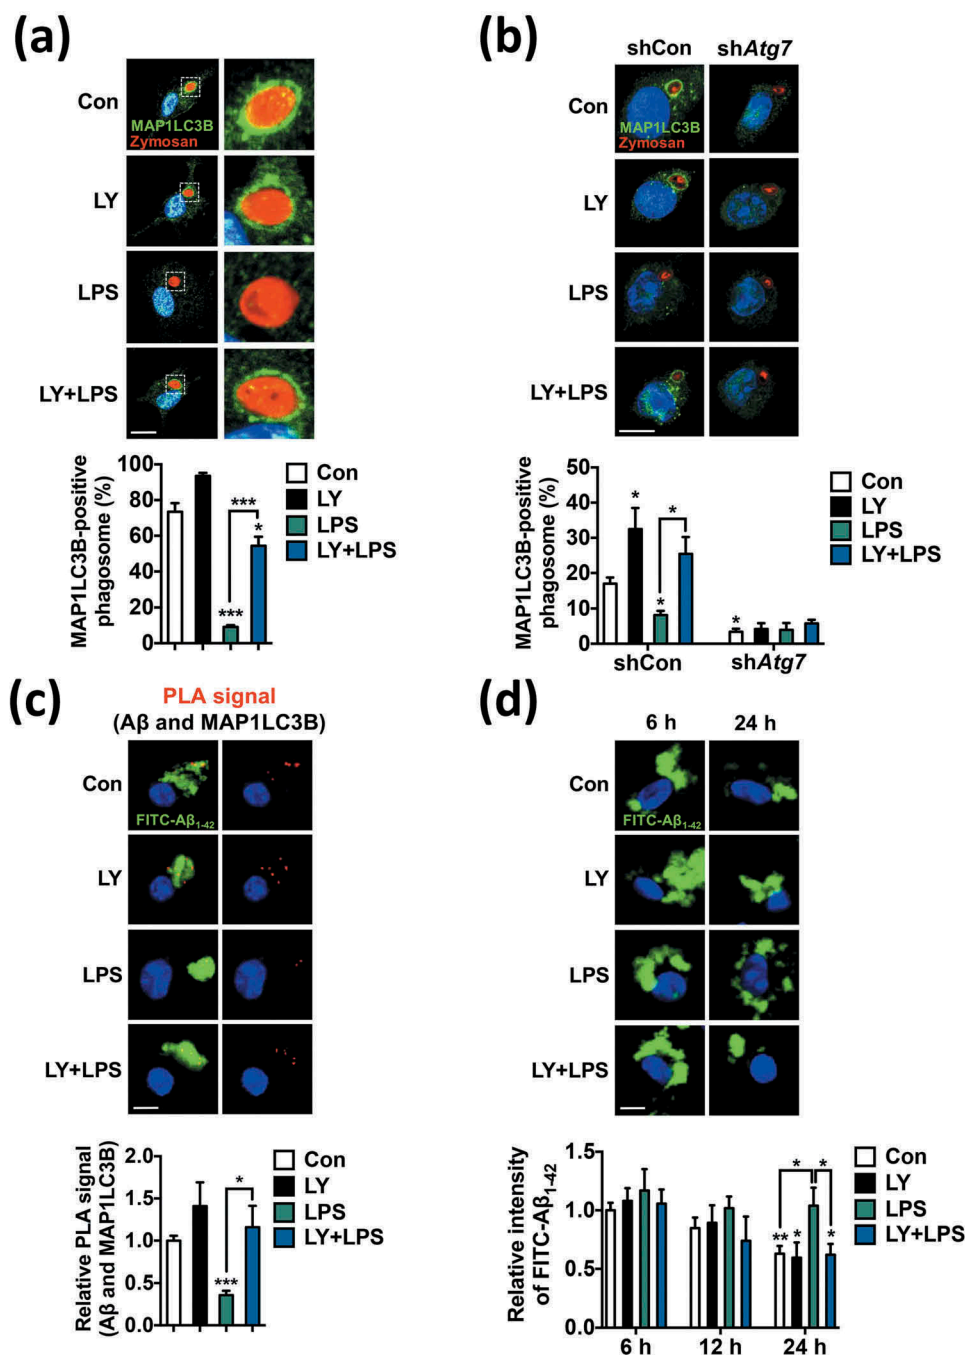 (a)
Con
MAP1LC3B
Zymosan
LY
LPS
LY+LPS
MAP1LC3B-positive
phagosome (%)
100
80
60
40
20
0
***
***
*
Con
LY
LPS
LY+LPS
(b)
shCon shAtg7
Con
MAP1LC3B
Zymosan
LY
LPS
LY+LPS
MAP1LC3B-positive
phagosome (%)
50
40
30
20
10
0
*
*
*
*
shCon shAtg7
Con
LY
LPS
LY+LPS
(c)
PLA signal
(Aβ and MAP1LC3B)
Con
FITC-Aβ1-42
LY
LPS
LY+LPS
Relative PLA signal
(Aβ and MAP1LC3B)
2.0
1.5
1.0
0.5
0.0
***
*
Con
LY
LPS
LY+LPS
(d)
6 h 24 h
Con
FITC-Aβ1-42
LY
LPS
LY+LPS
Relative intensity
of FITC-Aβ1-42
1.5
1.0
0.5
0.0
* *
** * *
6 h 12 h 24 h
Con
LY
LPS
LY+LPS